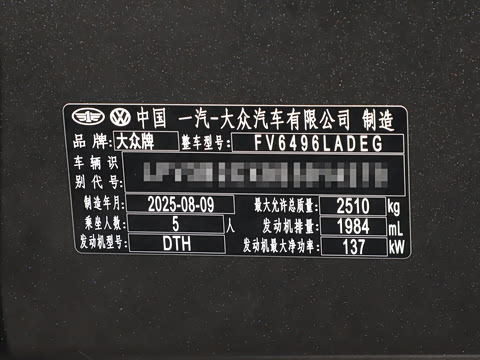 中国 一汽-大众汽车有限公司 制造
品牌 大众牌 整车型号: FV6496LADEG
车辆识别代号:
制造年月: 2025-08-09 最大允许总质量: 2510 kg
乘坐人数: 5 人 发动机排量: 1984 mL
发动机型号: DTH 发动机最大净功率: 137 kW